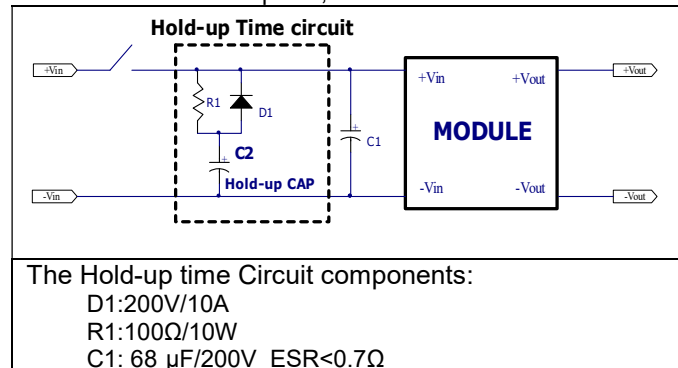 Hold-up Time circuit
+Vin
+Vin
+Vout
+Vout
R1
D1
+
C1
MODULE
+
C2
Hold-up CAP
-Vin
-Vin
-Vout
-Vout
The Hold-up time Circuit components:
D1:200V/10A
R1:100Ω/10W
C1: 68 µF/200V ESR<0.7Ω